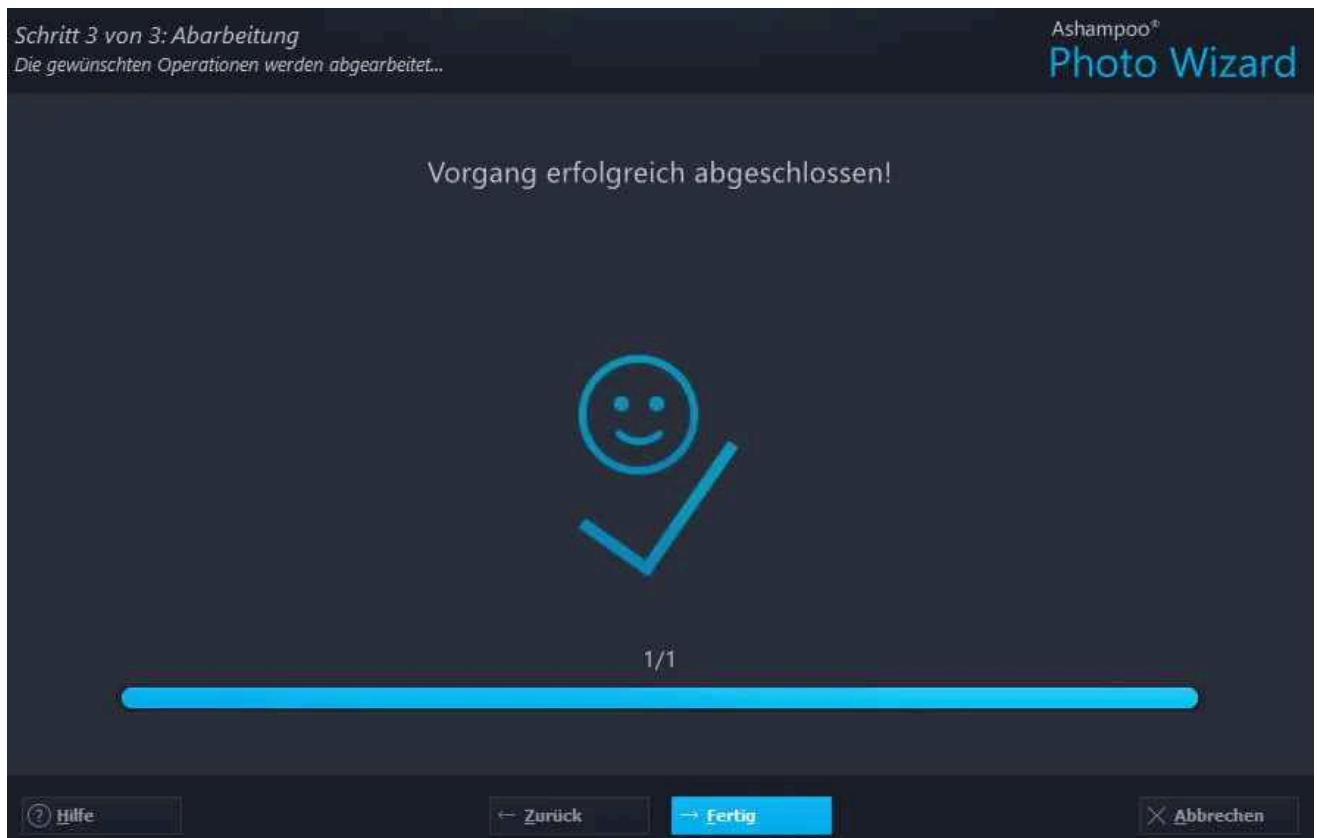 Schritt 3 von 3: Abarbeitung
Die gewünschten Operationen werden abgearbeitet...
Ashampoo®
Photo Wizard
Vorgang erfolgreich abgeschlossen!
1/1
? Hilfe
← Zurück
→ Fertig
Abbrechen